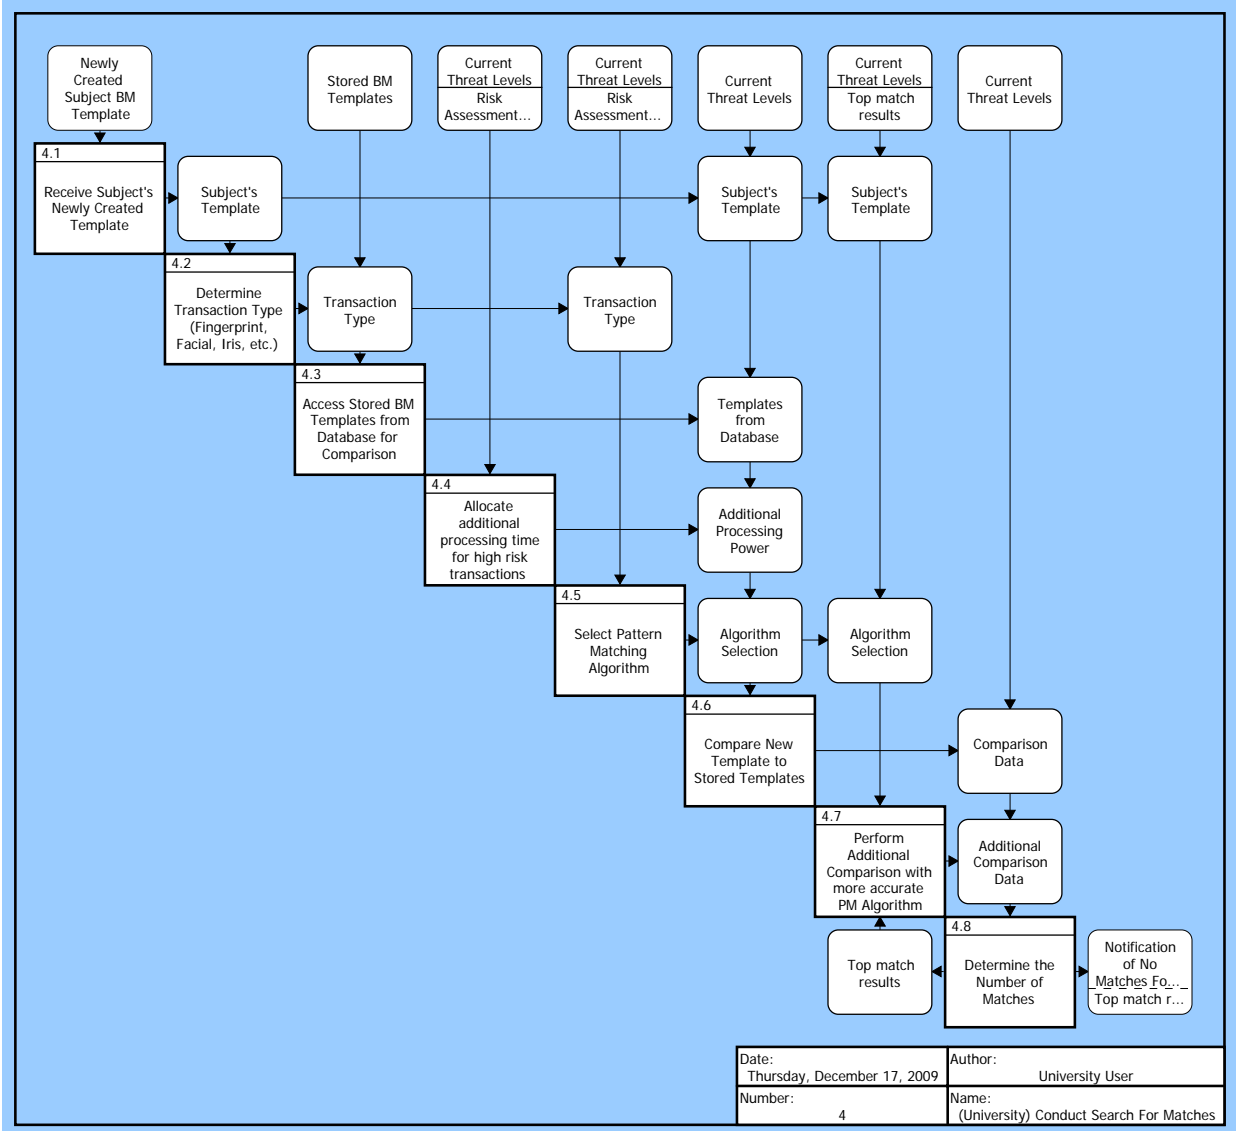 Newly
Created
Subject BM
Template
Stored BM
Templates
Current
Threat Levels
Risk
Assessment...
Current
Threat Levels
Risk
Assessment...
Current
Threat Levels
Current
Threat Levels
Top match
results
Current
Threat Levels
4.1
Receive Subject's
Newly Created
Template
Subject's
Template
Subject's
Template
Subject's
Template
4.2
Determine
Transaction Type
(Fingerprint,
Facial, Iris, etc.)
Transaction
Type
Transaction
Type
4.3
Access Stored BM
Templates from
Database for
Comparison
Templates
from
Database
4.4
Allocate
additional
processing time
for high risk
transactions
Additional
Processing
Power
4.5
Select Pattern
Matching
Algorithm
Algorithm
Selection
Algorithm
Selection
4.6
Compare New
Template to
Stored Templates
Comparison
Data
4.7
Perform
Additional
Comparison with
more accurate
PM Algorithm
Additional
Comparison
Data
Top match
results
4.8
Determine the
Number of
Matches
Notification
of No
Matches Fo...
Top match r...
Date:
Thursday, December 17, 2009
Author:
University User
Number:
4
Name:
(University) Conduct Search For Matches